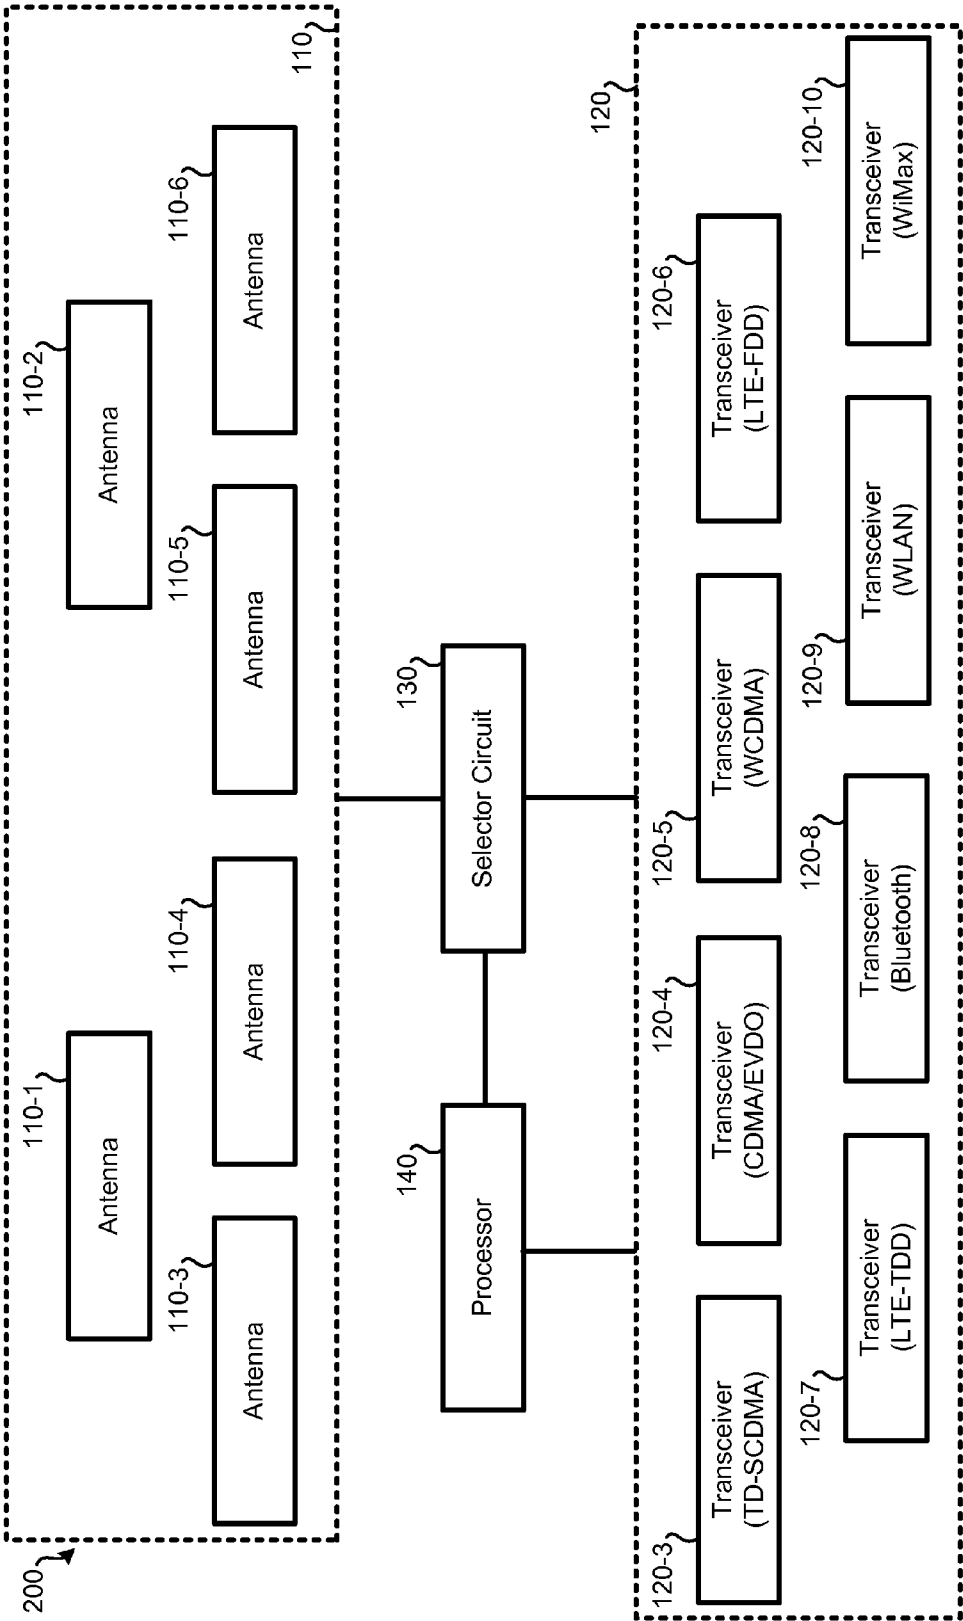 200
110
110-1
Antenna
110-2
Antenna
110-3
Antenna
110-4
Antenna
110-5
Antenna
110-6
Antenna
140
Processor
130
Selector Circuit
120
120-3
Transceiver
(TD-SCDMA)
120-4
Transceiver
(CDMA/EVDO)
120-5
Transceiver
(WCDMA)
120-6
Transceiver
(LTE-FDD)
120-7
Transceiver
(LTE-TDD)
120-8
Transceiver
(Bluetooth)
120-9
Transceiver
(WLAN)
120-10
Transceiver
(WiMax)